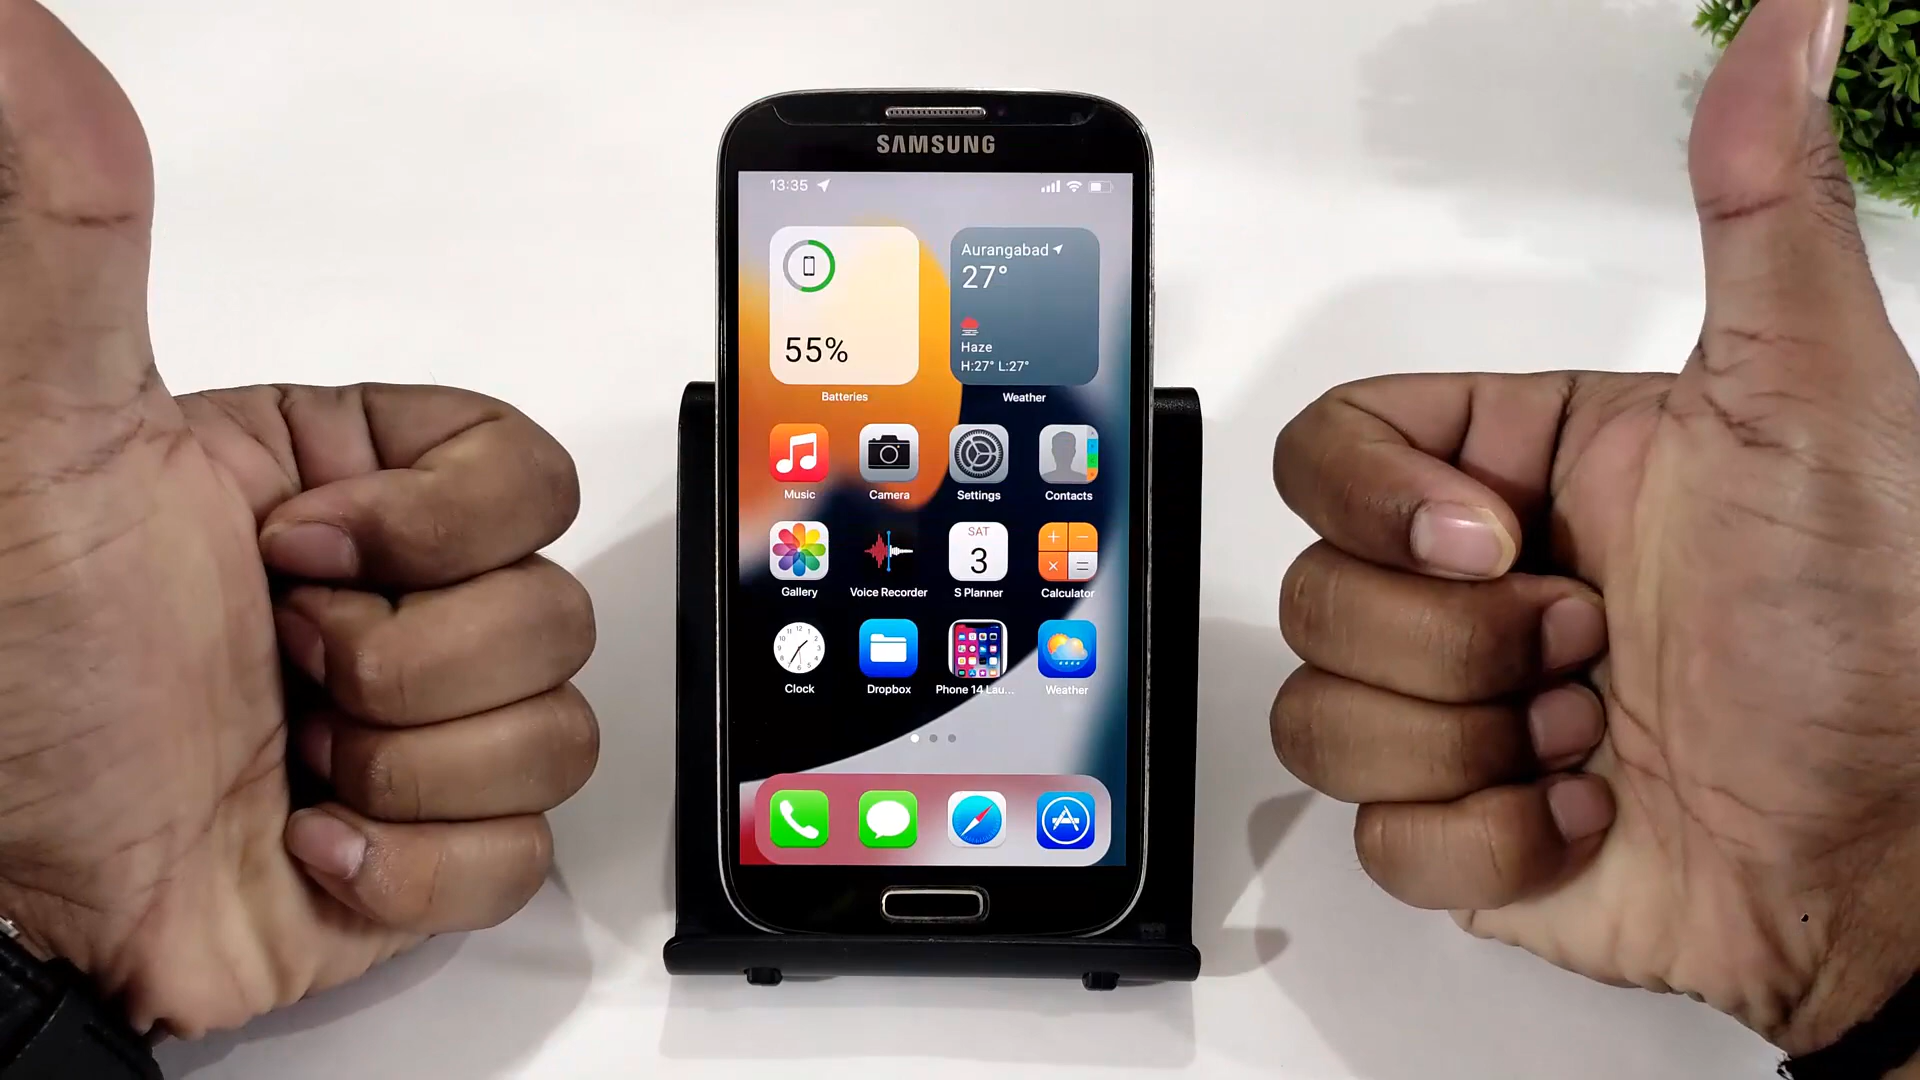 SAMSUNG
13:35
Aurangabad
27°
55%
Haze
H:27° L:27°
Batteries
Weather
Music
Camera
Settings
Contacts
SAT
3
Gallery
Voice Recorder
S Planner
Calculator
Clock
Dropbox
Phone 14 Lau...
Weather